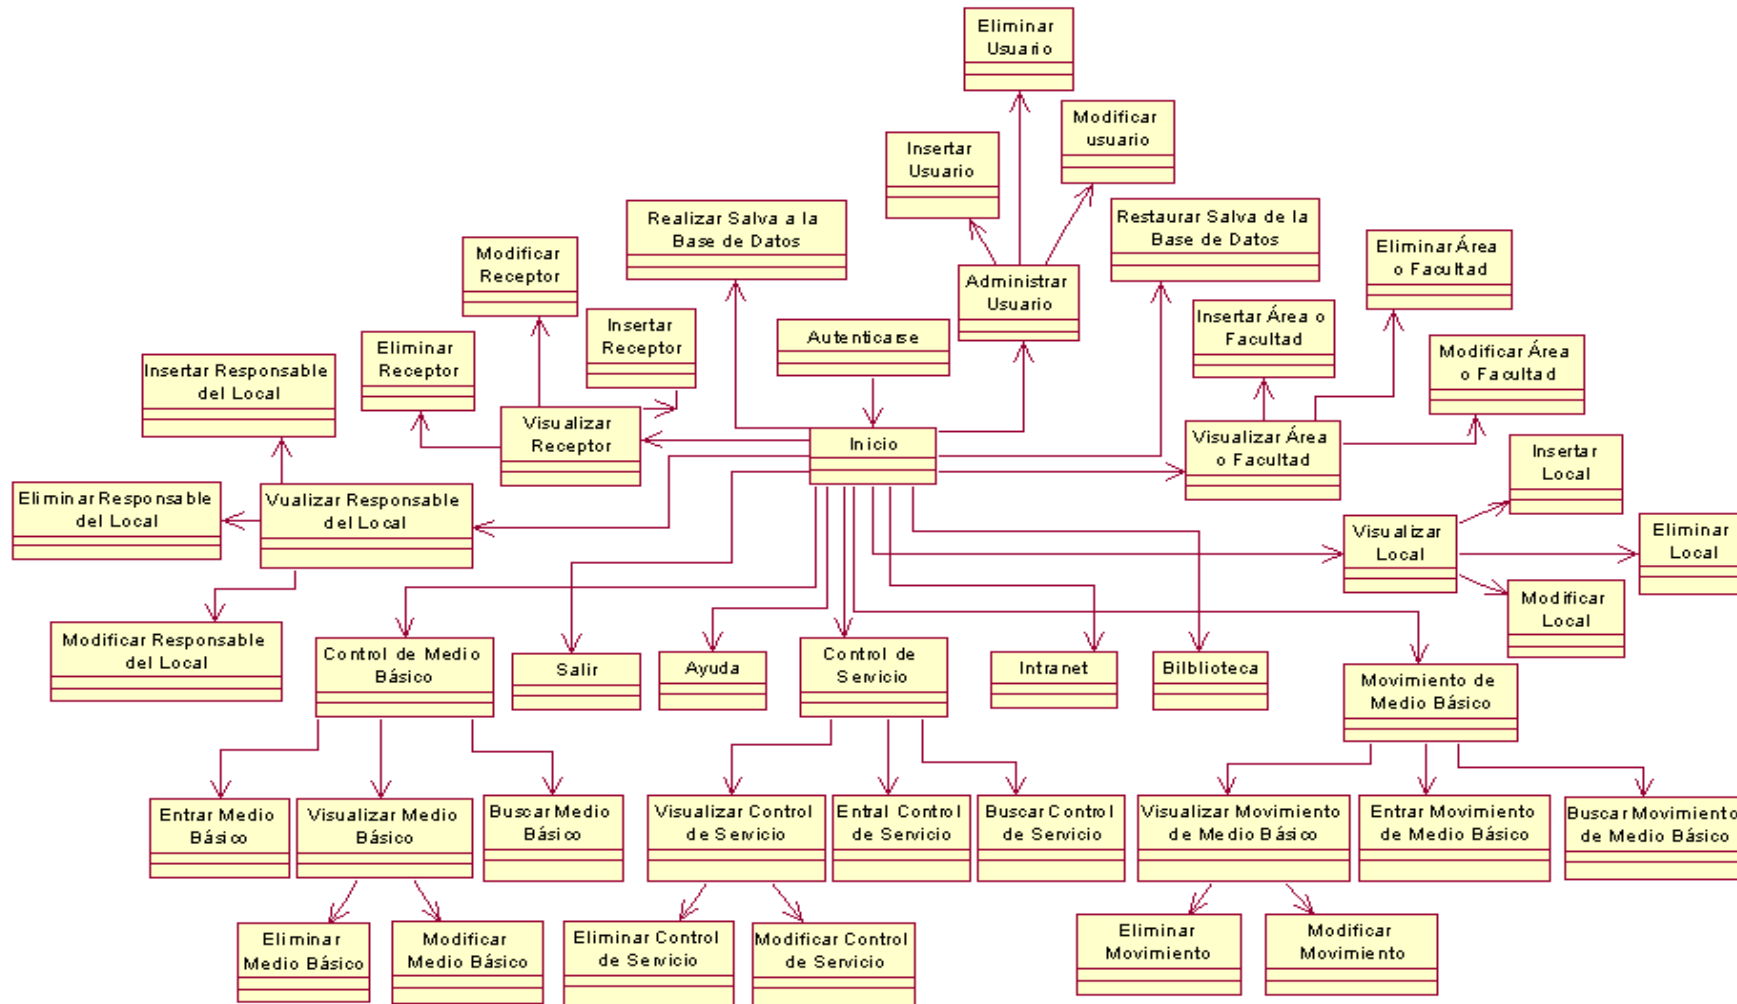 Eliminar
Usuario
Modificar
usuario
Insertar
Usuario
Realizar Salva a la
Base de Datos
Restaurar Salva de la
Base de Datos
Modificar
Receptor
Eliminar Área
o Facultad
Administrar
Usuario
Insertar
Receptor
Autenticarse
Insertar Área o
Facultad
Eliminar
Receptor
Modificar Área
o Facultad
Insertar Responsable
del Local
Visualizar
Receptor
Inicio
Visualizar Área
o Facultad
Insertar
Local
Eliminar Responsable
del Local
Vualizar Responsable
del Local
Visualizar
Local
Eliminar
Local
Modificar
Local
Modificar Responsable
del Local
Control de Medio
Básico
Salir
Ayuda
Control de
Servicio
Intranet
Bilblioteca
Movimiento de
Medio Básico
Entrar Medio
Básico
Visualizar Medio
Básico
Buscar Medio
Básico
Visualizar Control
de Servicio
Entral Control
de Servicio
Buscar Control
de Servicio
Visualizar Movimiento
de Medio Básico
Entrar Movimiento
de Medio Básico
Buscar Movimiento
de Medio Básico
Eliminar
Medio Básico
Modificar
Medio Básico
Eliminar Control
de Servicio
Modificar Control
de Servicio
Eliminar
Movimiento
Modificar
Movimiento